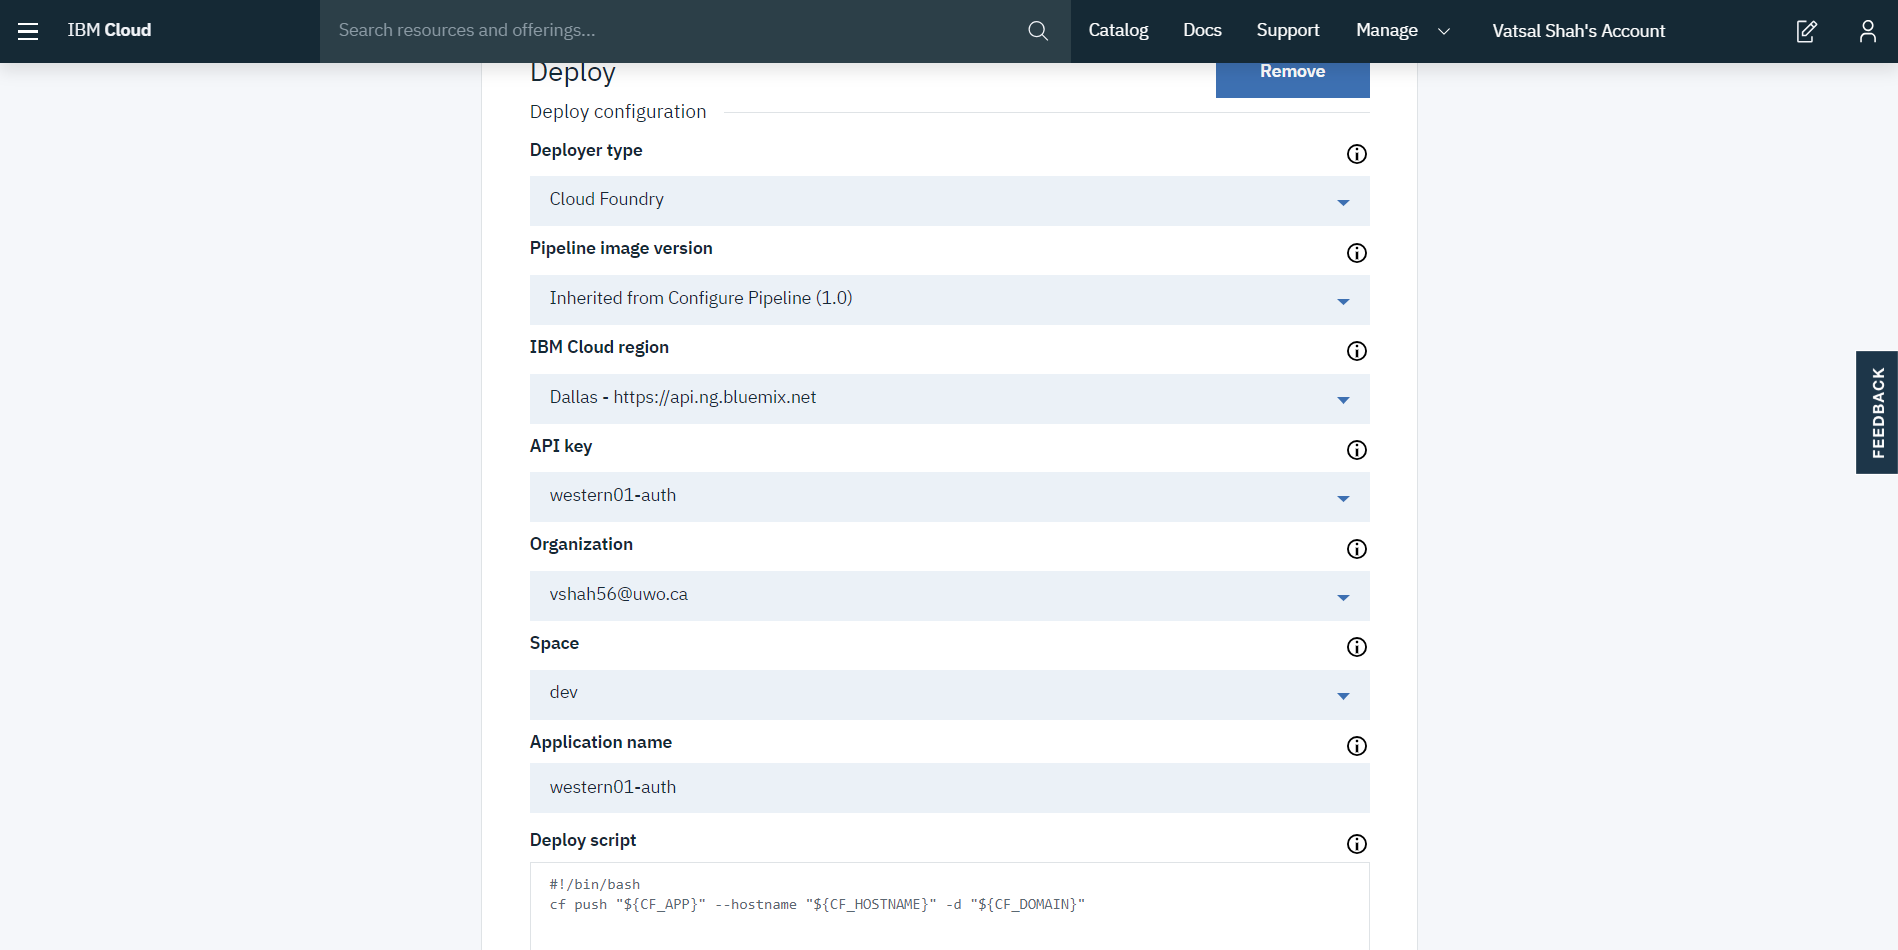 IBM Cloud
Search resources and offerings...
Catalog
Docs
Support
Manage
Vatsal Shah's Account
Deploy
Remove
Deploy configuration
Deployer type
Cloud Foundry
Pipeline image version
Inherited from Configure Pipeline (1.0)
IBM Cloud region
Dallas - https://api.ng.bluemix.net
API key
western01-auth
Organization
vshah56@uwo.ca
Space
dev
Application name
western01-auth
Deploy script
#!/bin/bash
cf push "${CF_APP}" --hostname "${CF_HOSTNAME}" -d "${CF_DOMAIN}"
FEEDBACK